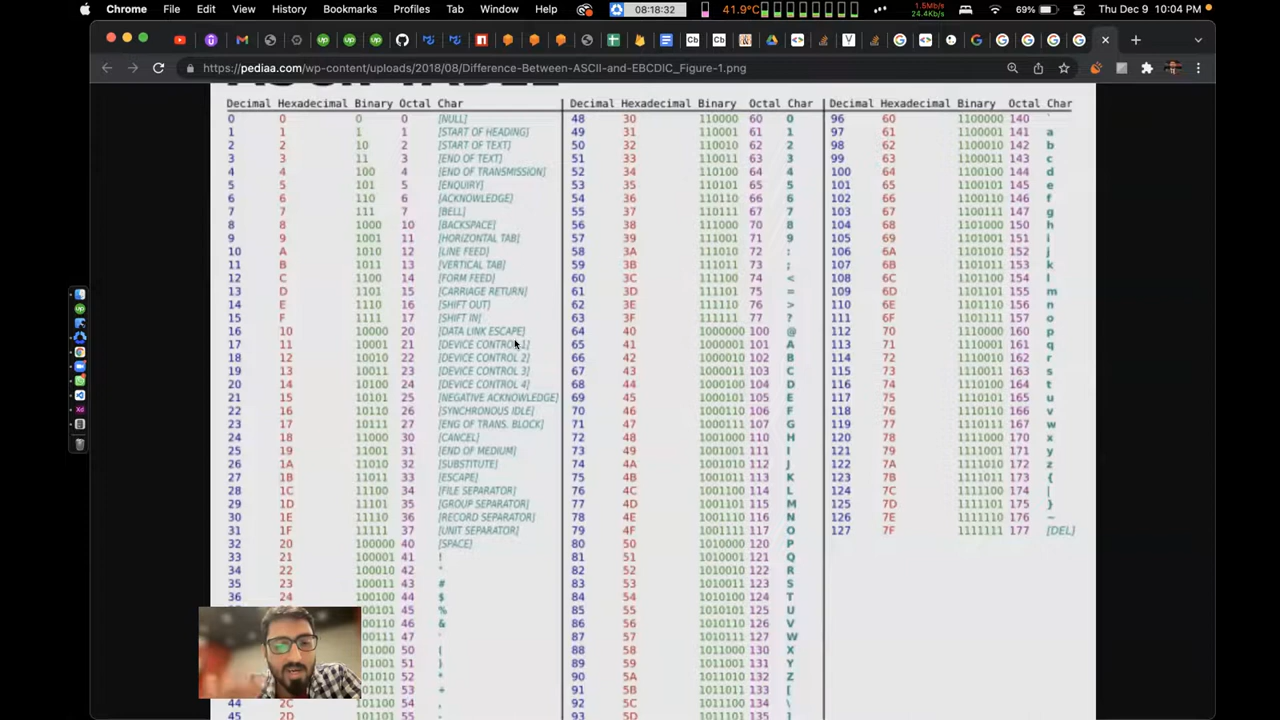 Chrome File Edit View History Bookmarks Profiles Tab Window Help 08:18:32 41.9°C 1.5Mb/s 24.4Kb/s 69% Thu Dec 9 10:04 PM
https://pediaa.com/wp-content/uploads/2018/08/Difference-Between-ASCII-and-EBCDIC_Figure-1.png
Decimal Hexadecimal Binary Octal Char Decimal Hexadecimal Binary Octal Char Decimal Hexadecimal Binary Octal Char
0 0 0 0 [NULL] 48 30 110000 60 0 96 60 1100000 140 `
1 1 1 1 [START OF HEADING] 49 31 110001 61 1 97 61 1100001 141 a
2 2 10 2 [START OF TEXT] 50 32 110010 62 2 98 62 1100010 142 b
3 3 11 3 [END OF TEXT] 51 33 110011 63 3 99 63 1100011 143 c
4 4 100 4 [END OF TRANSMISSION] 52 34 110100 64 4 100 64 1100100 144 d
5 5 101 5 [ENQUIRY] 53 35 110101 65 5 101 65 1100101 145 e
6 6 110 6 [ACKNOWLEDGE] 54 36 110110 66 6 102 66 1100110 146 f
7 7 111 7 [BELL] 55 37 110111 67 7 103 67 1100111 147 g
8 8 1000 10 [BACKSPACE] 56 38 111000 70 8 104 68 1101000 150 h
9 9 1001 11 [HORIZONTAL TAB] 57 39 111001 71 9 105 69 1101001 151 i
10 A 1010 12 [LINE FEED] 58 3A 111010 72 : 106 6A 1101010 152 j
11 B 1011 13 [VERTICAL TAB] 59 3B 111011 73 ; 107 6B 1101011 153 k
12 C 1100 14 [FORM FEED] 60 3C 111100 74 < 108 6C 1101100 154 l
13 D 1101 15 [CARRIAGE RETURN] 61 3D 111101 75 = 109 6D 1101101 155 m
14 E 1110 16 [SHIFT OUT] 62 3E 111110 76 > 110 6E 1101110 156 n
15 F 1111 17 [SHIFT IN] 63 3F 111111 77 ? 111 6F 1101111 157 o
16 10 10000 20 [DATA LINK ESCAPE] 64 40 1000000 100 @ 112 70 1110000 160 p
17 11 10001 21 [DEVICE CONTROL 1] 65 41 1000001 101 A 113 71 1110001 161 q
18 12 10010 22 [DEVICE CONTROL 2] 66 42 1000010 102 B 114 72 1110010 162 r
19 13 10011 23 [DEVICE CONTROL 3] 67 43 1000011 103 C 115 73 1110011 163 s
20 14 10100 24 [DEVICE CONTROL 4] 68 44 1000100 104 D 116 74 1110100 164 t
21 15 10101 25 [NEGATIVE ACKNOWLEDGE] 69 45 1000101 105 E 117 75 1110101 165 u
22 16 10110 26 [SYNCHRONOUS IDLE] 70 46 1000110 106 F 118 76 1110110 166 v
23 17 10111 27 [ENG OF TRANS. BLOCK] 71 47 1000111 107 G 119 77 1110111 167 w
24 18 11000 30 [CANCEL] 72 48 1001000 110 H 120 78 1111000 170 x
25 19 11001 31 [END OF MEDIUM] 73 49 1001001 111 I 121 79 1111001 171 y
26 1A 11010 32 [SUBSTITUTE] 74 4A 1001010 112 J 122 7A 1111010 172 z
27 1B 11011 33 [ESCAPE] 75 4B 1001011 113 K 123 7B 1111011 173 {
28 1C 11100 34 [FILE SEPARATOR] 76 4C 1001100 114 L 124 7C 1111100 174 |
29 1D 11101 35 [GROUP SEPARATOR] 77 4D 1001101 115 M 125 7D 1111101 175 }
30 1E 11110 36 [RECORD SEPARATOR] 78 4E 1001110 116 N 126 7E 1111110 176 ~
31 1F 11111 37 [UNIT SEPARATOR] 79 4F 1001111 117 O 127 7F 1111111 177 [DEL]
32 20 100000 40 [SPACE] 80 50 1010000 120 P
33 21 100001 41 ! 81 51 1010001 121 Q
34 22 100010 42 " 82 52 1010010 122 R
35 23 100011 43 # 83 53 1010011 123 S
36 24 100100 44 $ 84 54 1010100 124 T
00101 45 % 85 55 1010101 125 U
00110 46 & 86 56 1010110 126 V
00111 47 ' 87 57 1010111 127 W
01000 50 ( 88 58 1011000 130 X
01001 51 ) 89 59 1011001 131 Y
01010 52 * 90 5A 1011010 132 Z
01011 53 + 91 5B 1011011 133 [
44 2C 101100 54 , 92 5C 1011100 134 \
45 2D 101101 55 - 93 5D 1011101 135 ]